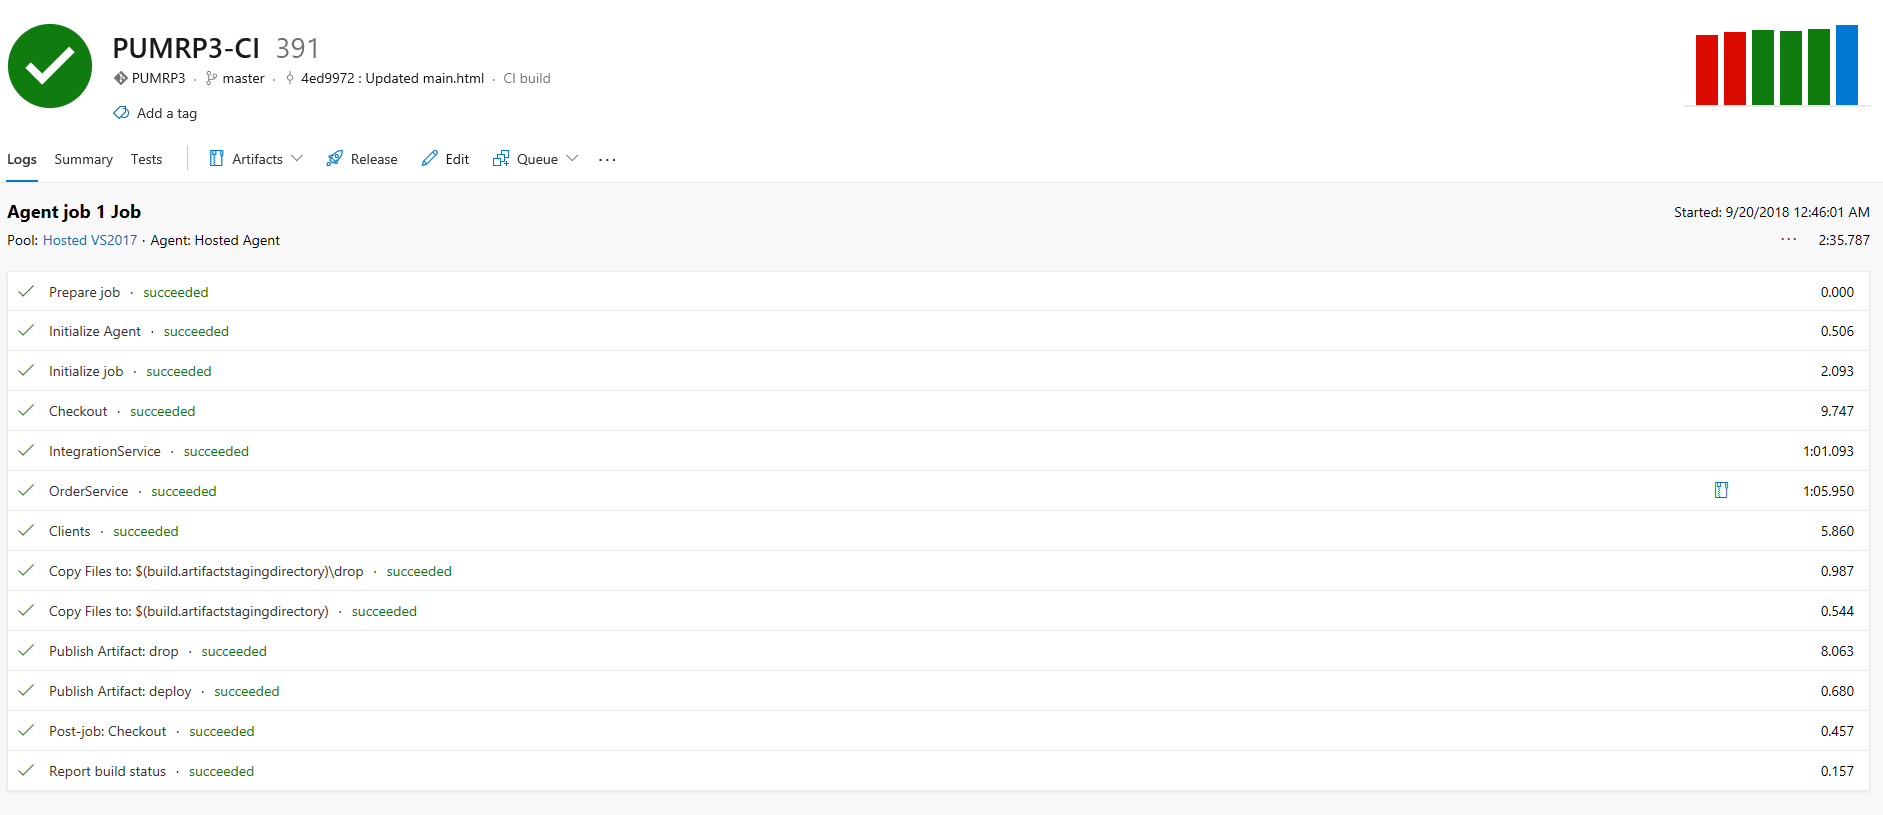 PUMRP3-CI 391
PUMRP3 · master · 4ed9972 : Updated main.html · CI build
Add a tag
Logs Summary Tests Artifacts Release Edit Queue ···
Agent job 1 Job Started: 9/20/2018 12:46:01 AM
Pool: Hosted VS2017 · Agent: Hosted Agent ··· 2:35.787
Prepare job · succeeded 0.000
Initialize Agent · succeeded 0.506
Initialize job · succeeded 2.093
Checkout · succeeded 9.747
IntegrationService · succeeded 1:01.093
OrderService · succeeded 1:05.950
Clients · succeeded 5.860
Copy Files to: $(build.artifactstagingdirectory)\drop · succeeded 0.987
Copy Files to: $(build.artifactstagingdirectory) · succeeded 0.544
Publish Artifact: drop · succeeded 8.063
Publish Artifact: deploy · succeeded 0.680
Post-job: Checkout · succeeded 0.457
Report build status · succeeded 0.157